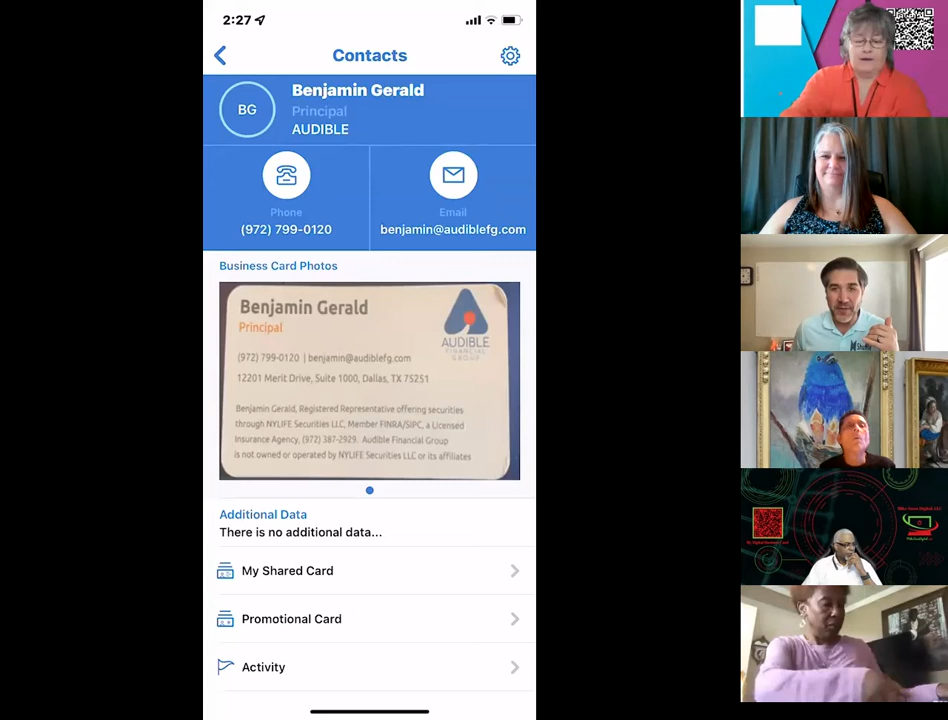 2:27
Contacts
BG
Benjamin Gerald
Principal
AUDIBLE
Phone
(972) 799-0120
Email
benjamin@audiblefg.com
Business Card Photos
Benjamin Gerald
Principal
AUDIBLE
FINANCIAL
GROUP
(972) 799-0120 | benjamin@audiblefg.com
12201 Merit Drive, Suite 1000, Dallas, TX 75251
Benjamin Gerald, Registered Representative offering securities
through NYLIFE Securities LLC, Member FINRA/SIPC, a Licensed
Insurance Agency, (972) 387-2929. Audible Financial Group
is not owned or operated by NYLIFE Securities LLC or its affiliates
Additional Data
There is no additional data...
My Shared Card
Promotional Card
Activity